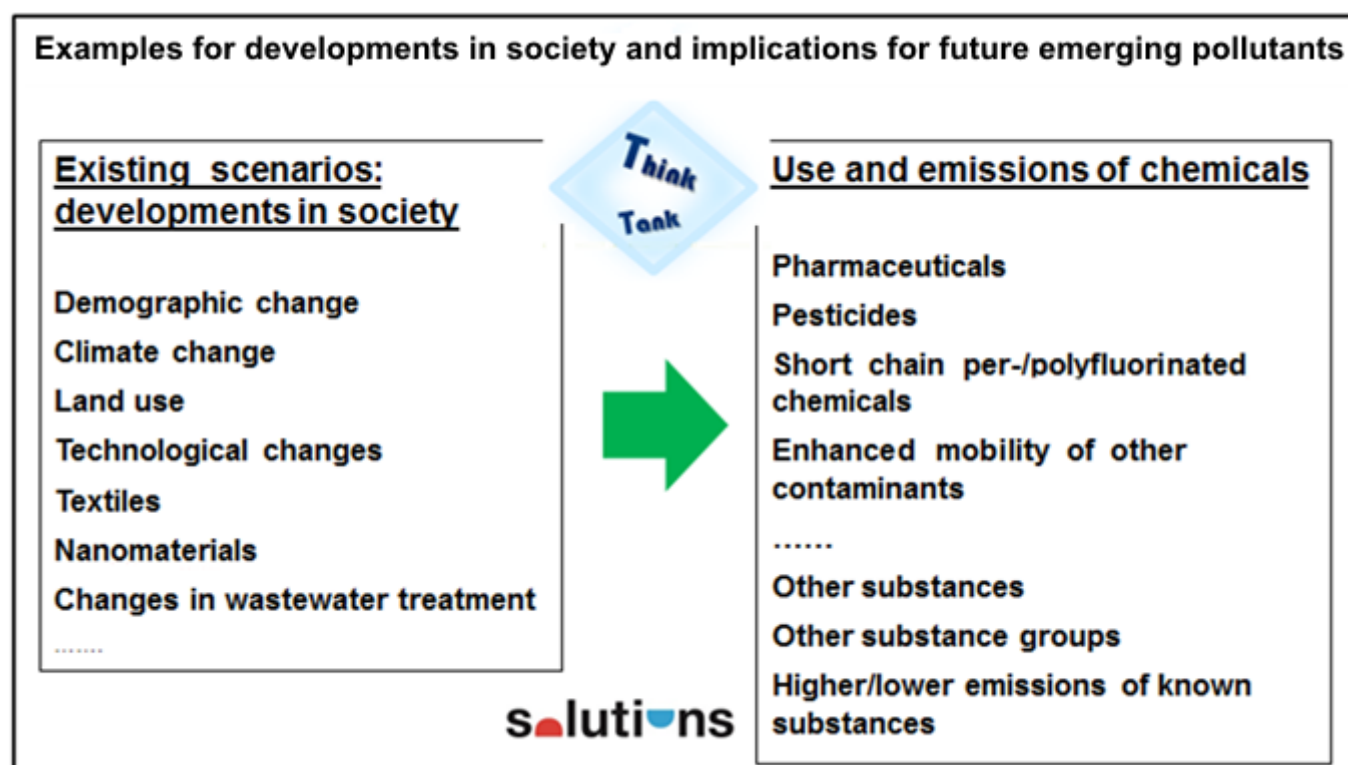 Examples for developments in society and implications for future emerging pollutants
Think
Tank
Existing scenarios:
developments in society
Demographic change
Climate change
Land use
Technological changes
Textiles
Nanomaterials
Changes in wastewater treatment
.......
Use and emissions of chemicals
Pharmaceuticals
Pesticides
Short chain per-/polyfluorinated
chemicals
Enhanced mobility of other
contaminants
......
Other substances
Other substance groups
Higher/lower emissions of known
substances
solutions